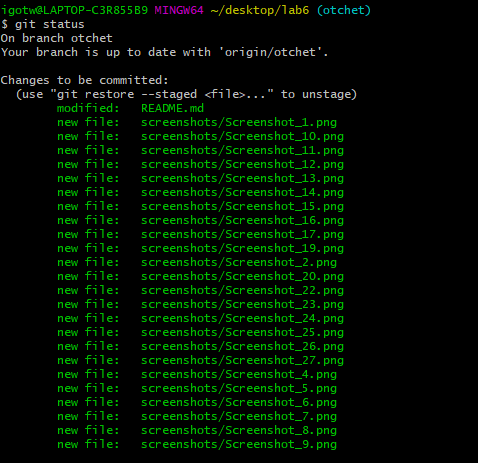 igotw@LAPTOP-C3R855B9 MINGW64 ~/desktop/lab6 (otchet)
$ git status
On branch otchet
Your branch is up to date with 'origin/otchet'.
Changes to be committed:
(use "git restore --staged <file>..." to unstage)
modified: README.md
new file: screenshots/Screenshot_1.png
new file: screenshots/Screenshot_10.png
new file: screenshots/Screenshot_11.png
new file: screenshots/Screenshot_12.png
new file: screenshots/Screenshot_13.png
new file: screenshots/Screenshot_14.png
new file: screenshots/Screenshot_15.png
new file: screenshots/Screenshot_16.png
new file: screenshots/Screenshot_17.png
new file: screenshots/Screenshot_19.png
new file: screenshots/Screenshot_2.png
new file: screenshots/Screenshot_20.png
new file: screenshots/Screenshot_22.png
new file: screenshots/Screenshot_23.png
new file: screenshots/Screenshot_24.png
new file: screenshots/Screenshot_25.png
new file: screenshots/Screenshot_26.png
new file: screenshots/Screenshot_27.png
new file: screenshots/Screenshot_4.png
new file: screenshots/Screenshot_5.png
new file: screenshots/Screenshot_6.png
new file: screenshots/Screenshot_7.png
new file: screenshots/Screenshot_8.png
new file: screenshots/Screenshot_9.png